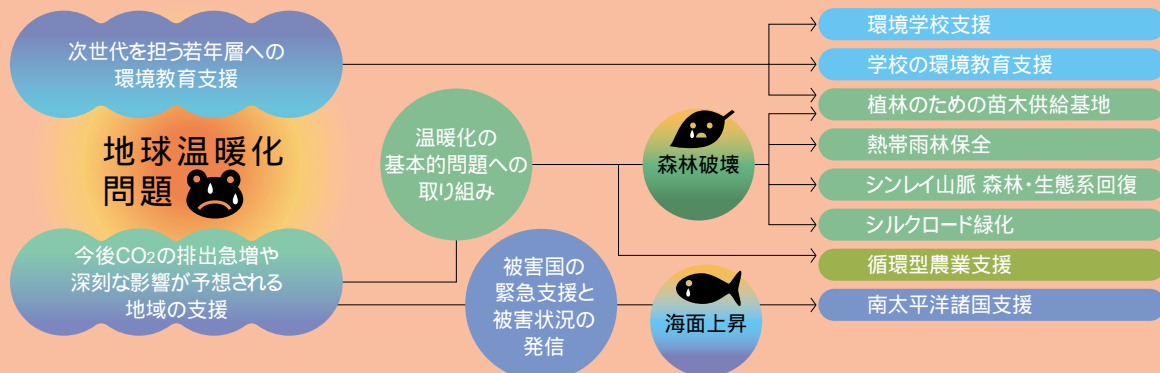 次世代を担う若年層への
環境教育支援
地球温暖化
問題
今後CO₂の排出急増や
深刻な影響が予想される
地域の支援
温暖化の
基本的問題への
取り組み
被害国の
緊急支援と
被害状況の
発信
森林破壊
海面上昇
環境学校支援
学校の環境教育支援
植林のための苗木供給基地
熱帯雨林保全
シンレイ山脈 森林・生態系回復
シルクロード緑化
循環型農業支援
南太平洋諸国支援